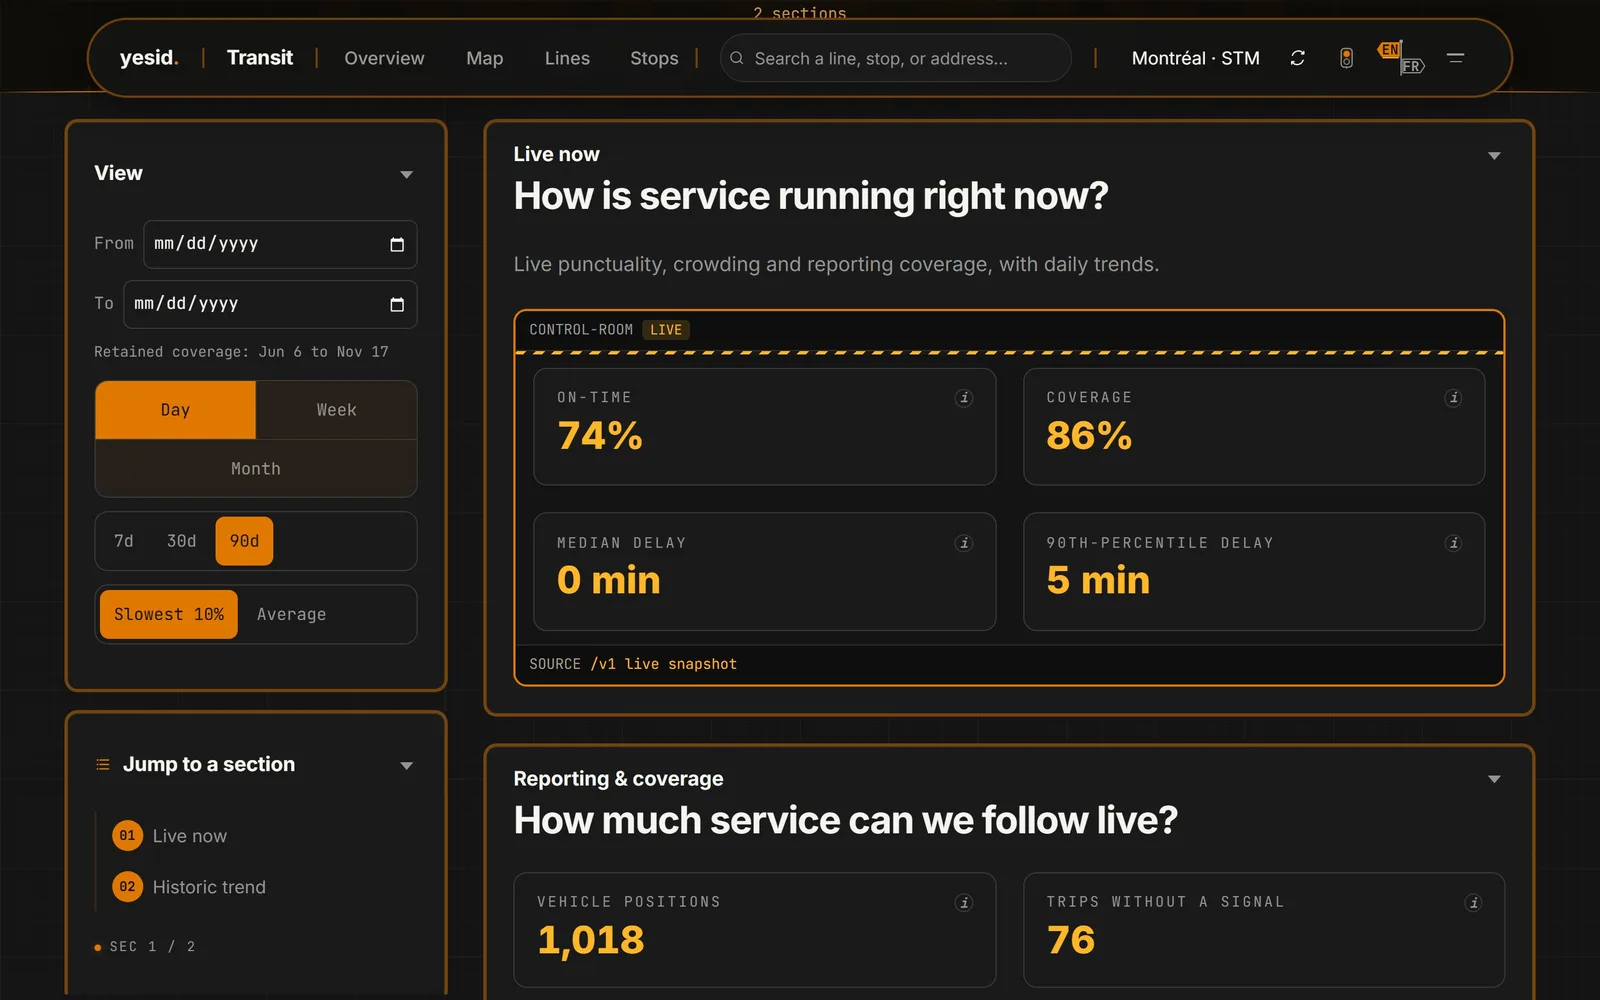 2 sections
yesid.
Transit
Overview
Map
Lines
Stops
Search a line, stop, or address...
Montréal · STM
EN
FR
View
From
mm/dd/yyyy
To
mm/dd/yyyy
Retained coverage: Jun 6 to Nov 17
Day
Week
Month
7d
30d
90d
Slowest 10%
Average
Jump to a section
01
Live now
02
Historic trend
SEC 1 / 2
Live now
How is service running right now?
Live punctuality, crowding and reporting coverage, with daily trends.
CONTROL-ROOM
LIVE
ON-TIME
i
74%
COVERAGE
i
86%
MEDIAN DELAY
i
0 min
90TH-PERCENTILE DELAY
i
5 min
SOURCE /v1 live snapshot
Reporting & coverage
How much service can we follow live?
VEHICLE POSITIONS
i
1,018
TRIPS WITHOUT A SIGNAL
i
76